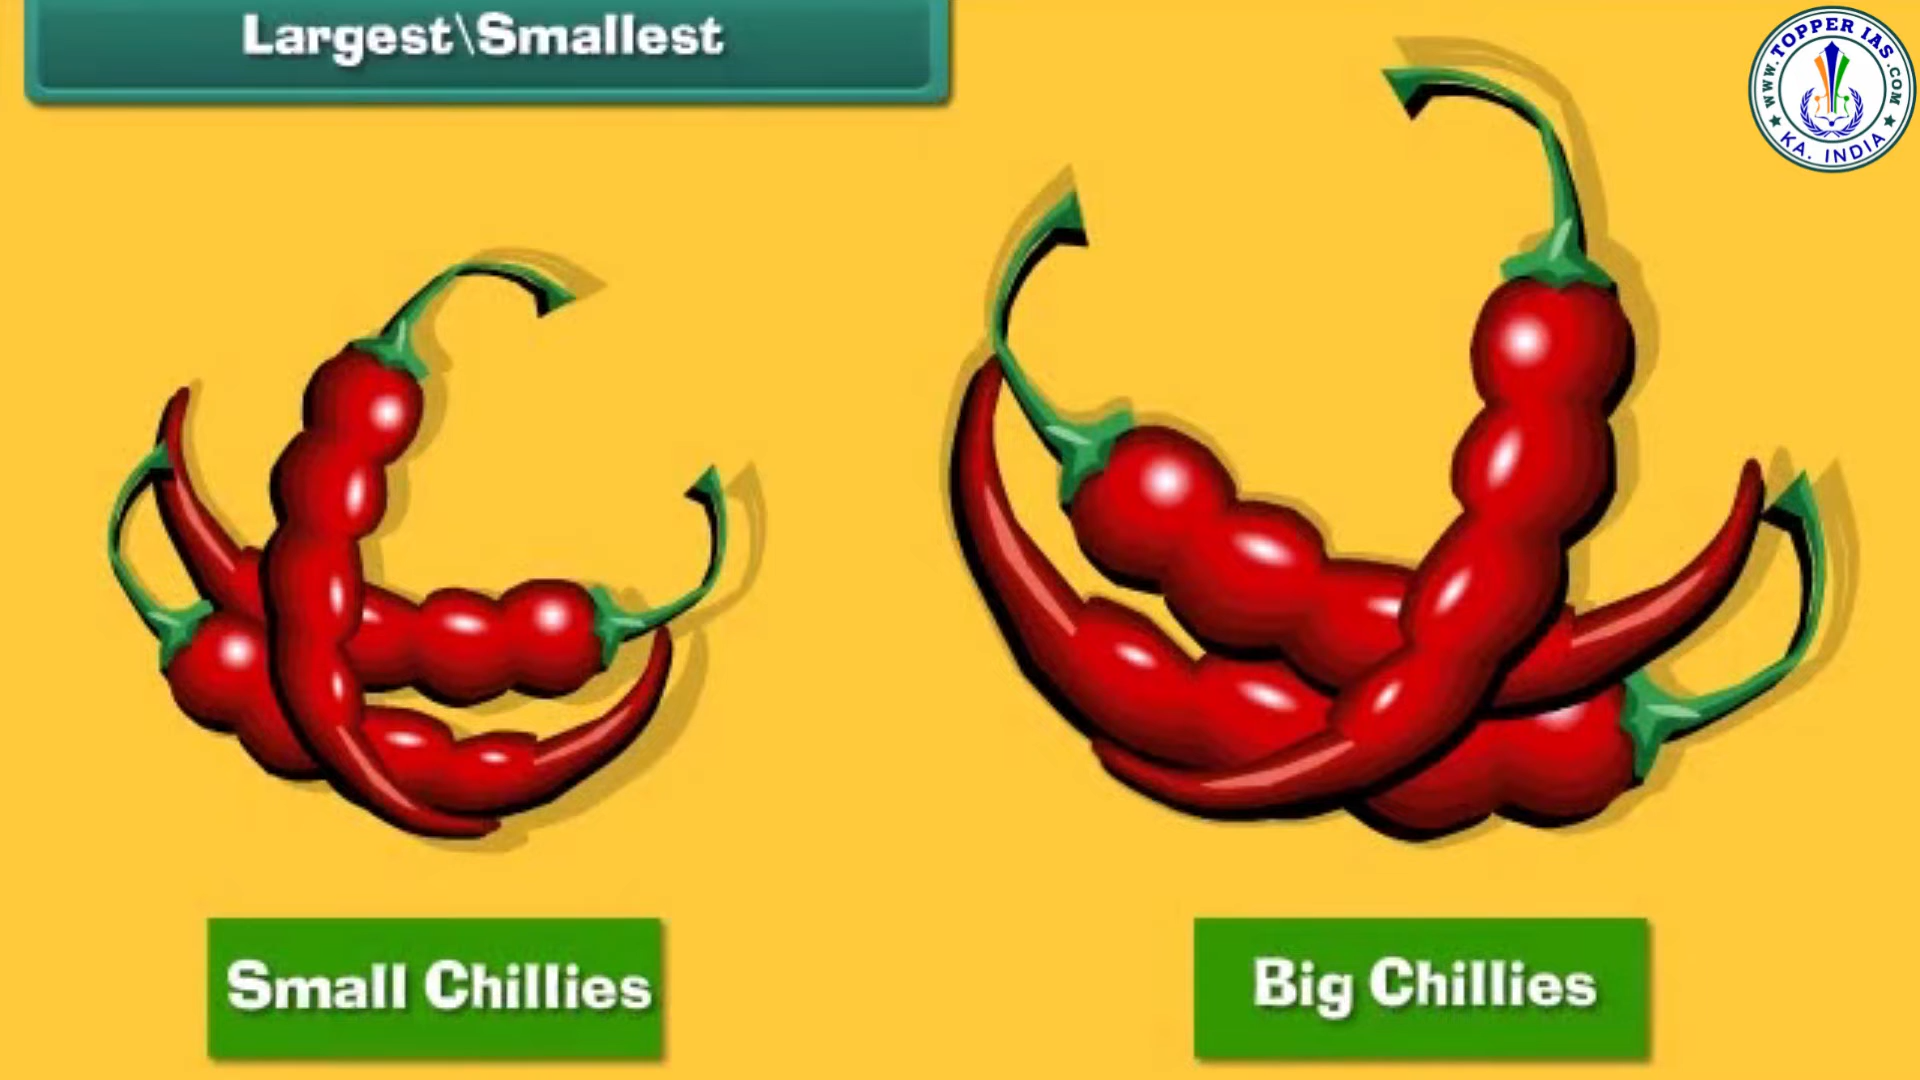 Largest\Smallest
WWW.TOPPER IAS.COM
KA. INDIA
Small Chillies
Big Chillies